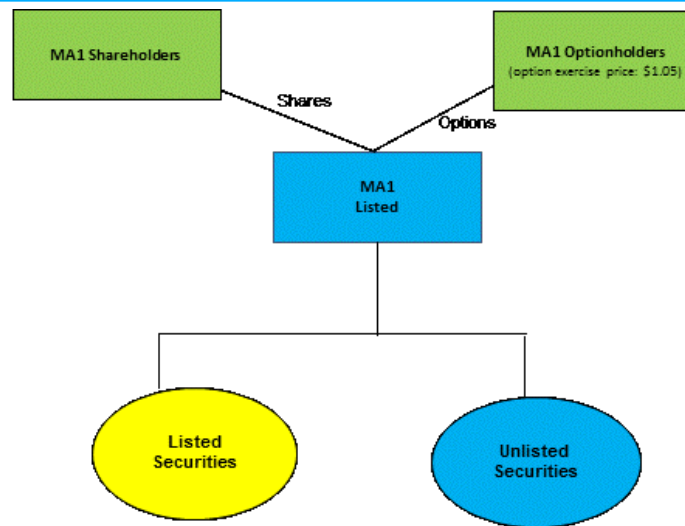 MA1 Shareholders
MA1 Optionholders
(option exercise price: $1.05)
Shares
Options
MA1
Listed
Listed
Securities
Unlisted
Securities